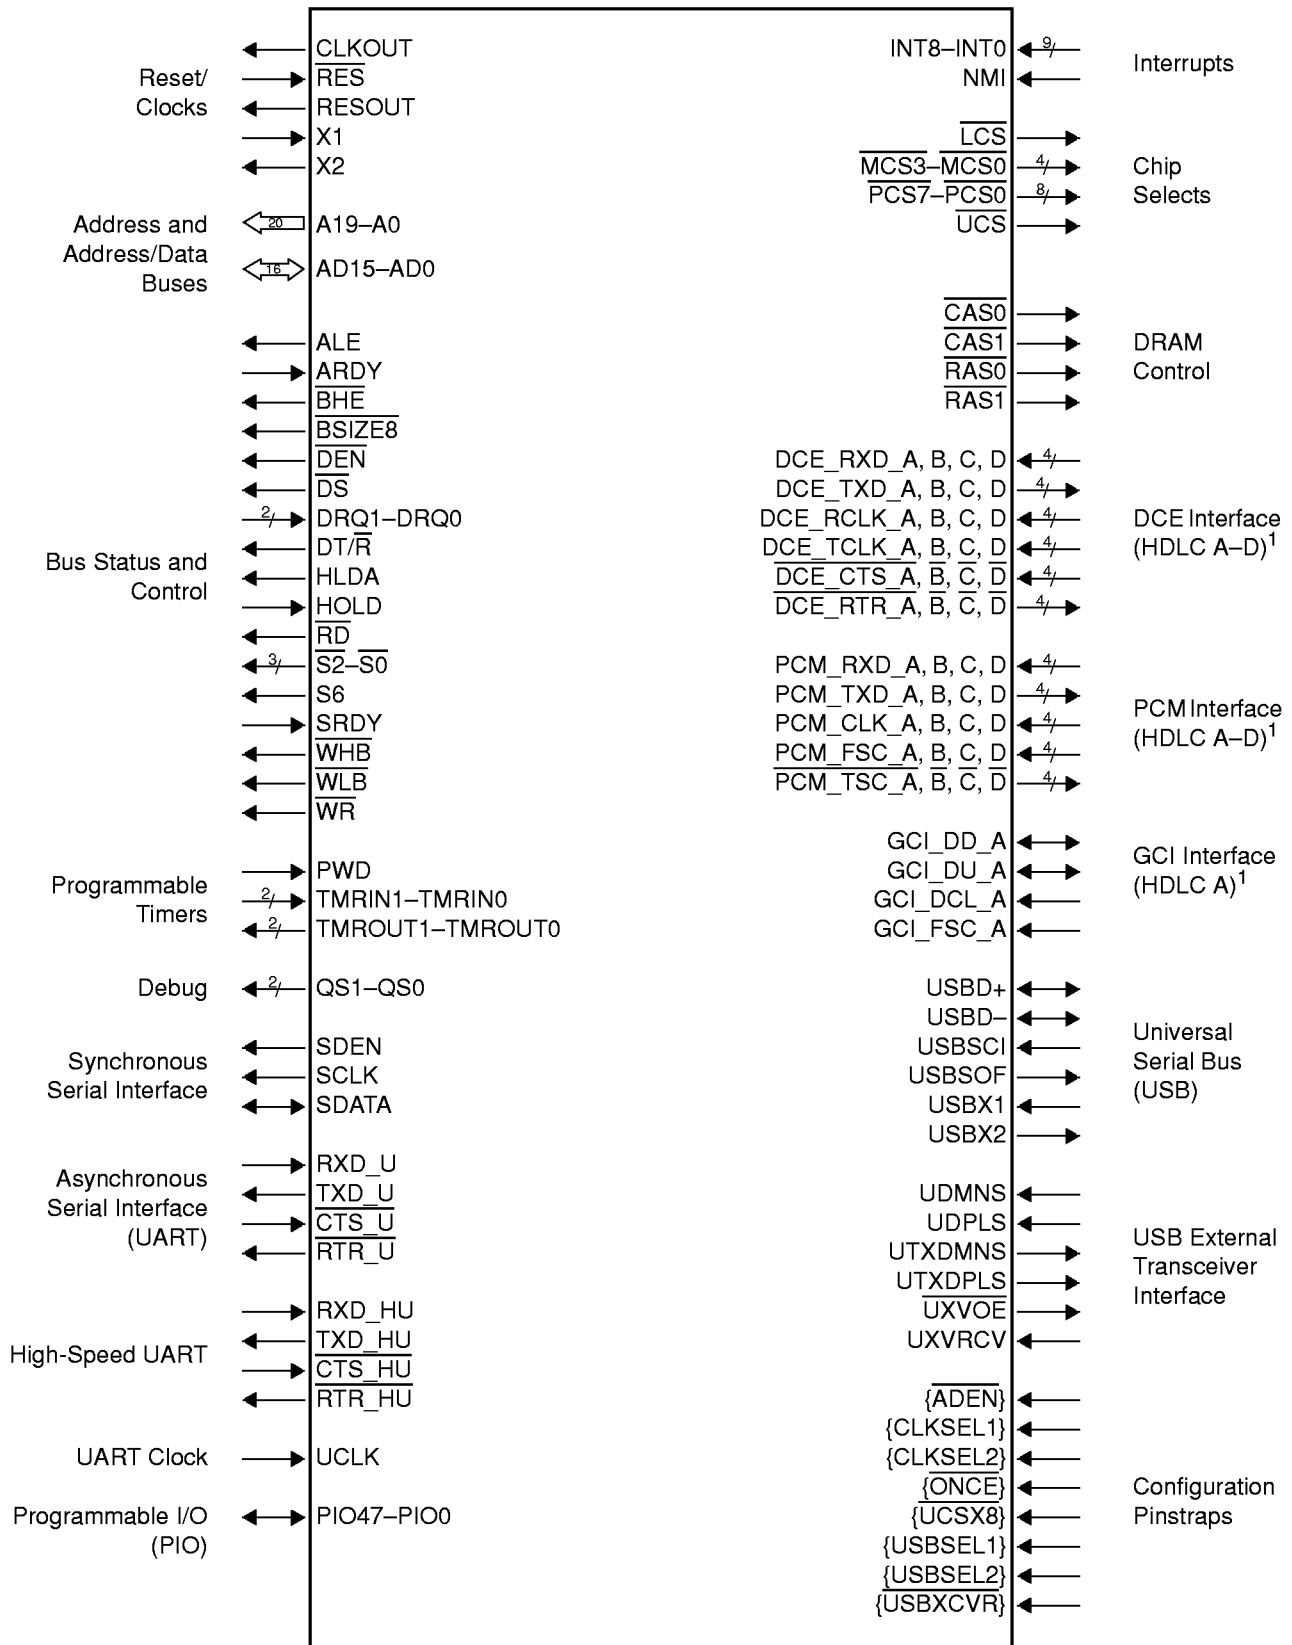 CLKOUT
Reset/ RES
Clocks RESOUT
X1
X2
Address and 20 A19–A0
Address/Data
Buses 16 AD15–AD0
ALE
ARDY
BHE
BSIZE8
DEN
DS
2/ DRQ1–DRQ0
Bus Status and DT/R
Control HLDA
HOLD
RD
3/ S2–S0
S6
SRDY
WHB
WLB
WR
PWD
Programmable 2/ TMRIN1–TMRIN0
Timers 2/ TMROUT1–TMROUT0
Debug 2/ QS1–QS0
SDEN
Synchronous SCLK
Serial Interface SDATA
RXD_U
Asynchronous TXD_U
Serial Interface CTS_U
(UART) RTR_U
RXD_HU
TXD_HU
High-Speed UART CTS_HU
RTR_HU
UART Clock UCLK
Programmable I/O PIO47–PIO0
(PIO)
INT8–INT0 9/ Interrupts
NMI
LCS
MCS3–MCS0 4/ Chip
PCS7–PCS0 8/ Selects
UCS
CAS0
CAS1 DRAM
RAS0 Control
RAS1
DCE_RXD_A, B, C, D 4/
DCE_TXD_A, B, C, D 4/
DCE_RCLK_A, B, C, D 4/ DCE Interface
DCE_TCLK_A, B, C, D 4/ (HDLC A–D)1
DCE_CTS_A, B, C, D 4/
DCE_RTR_A, B, C, D 4/
PCM_RXD_A, B, C, D 4/
PCM_TXD_A, B, C, D 4/
PCM_CLK_A, B, C, D 4/ PCM Interface
PCM_FSC_A, B, C, D 4/ (HDLC A–D)1
PCM_TSC_A, B, C, D 4/
GCI_DD_A GCI Interface
GCI_DU_A (HDLC A)1
GCI_DCL_A
GCI_FSC_A
USBD+
USBD– Universal
USBSCI Serial Bus
USBSOF (USB)
USBX1
USBX2
UDMNS
UDPLS USB External
UTXDMNS Transceiver
UTXDPLS Interface
UXVOE
UXVRCV
{ADEN}
{CLKSEL1}
{CLKSEL2}
{ONCE} Configuration
{UCSX8} Pinstraps
{USBSEL1}
{USBSEL2}
{USBXCVR}